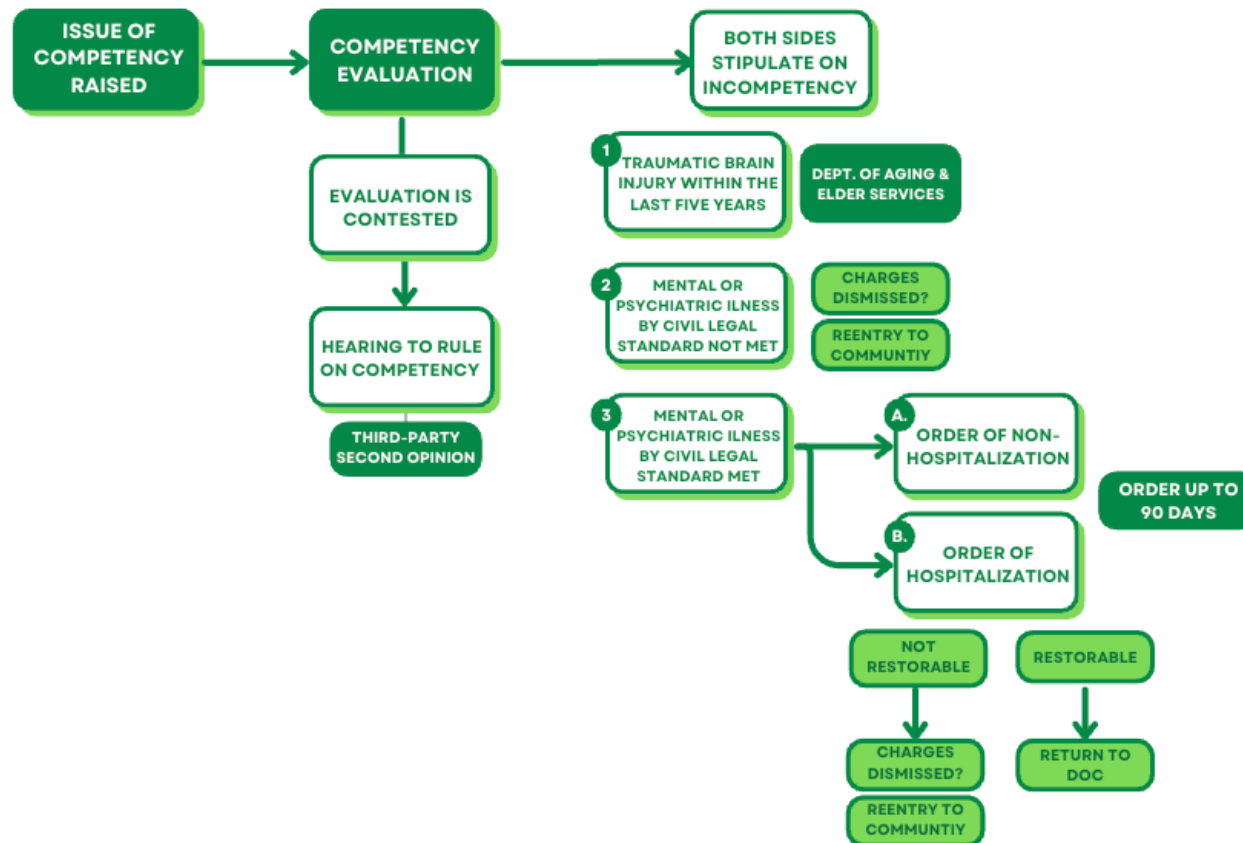 ISSUE OF
COMPETENCY
RAISED
COMPETENCY
EVALUATION
BOTH SIDES
STIPULATE ON
INCOMPETENCY
EVALUATION IS
CONTESTED
HEARING TO RULE
ON COMPETENCY
THIRD-PARTY
SECOND OPINION
1
TRAUMATIC BRAIN
INJURY WITHIN THE
LAST FIVE YEARS
DEPT. OF AGING &
ELDER SERVICES
2
MENTAL OR
PSYCHIATRIC ILNESS
BY CIVIL LEGAL
STANDARD NOT MET
CHARGES
DISMISSED?
REENTRY TO
COMMUNTIY
3
MENTAL OR
PSYCHIATRIC ILNESS
BY CIVIL LEGAL
STANDARD MET
A.
ORDER OF NON-
HOSPITALIZATION
B.
ORDER OF
HOSPITALIZATION
ORDER UP TO
90 DAYS
NOT
RESTORABLE
RESTORABLE
CHARGES
DISMISSED?
REENTRY TO
COMMUNTIY
RETURN TO
DOC